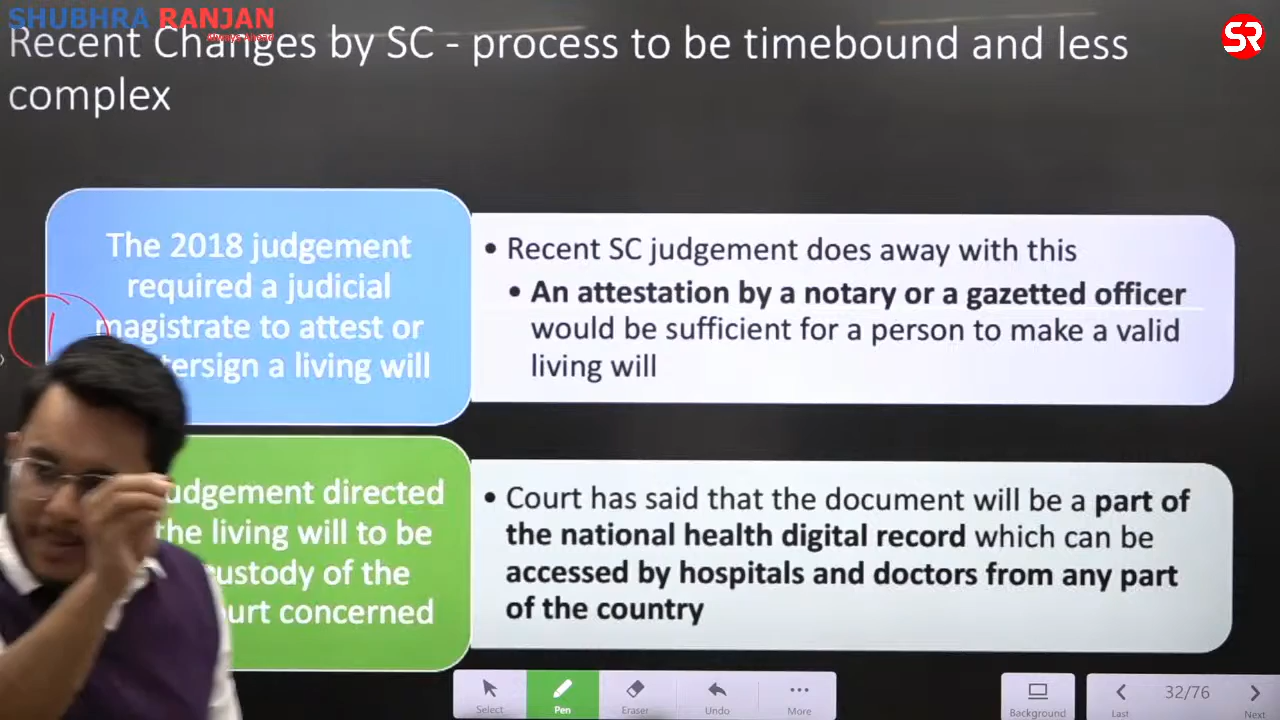 SHUBHRA RANJAN
Always Ahead
SR
Recent Changes by SC - process to be timebound and less
complex
The 2018 judgement
required a judicial
magistrate to attest or
a living will
• Recent SC judgement does away with this
• An attestation by a notary or a gazetted officer
would be sufficient for a person to make a valid
living will
directed
the living will to be
of the
concerned
• Court has said that the document will be a part of
the national health digital record which can be
accessed by hospitals and doctors from any part
of the country
Select
Pen
Eraser
Undo
More
Background
Last
32/76
Next